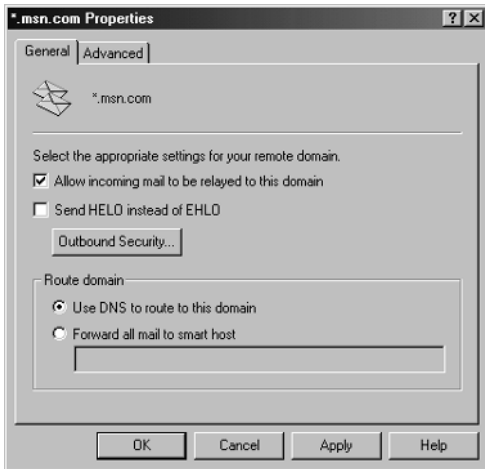 *.msn.com Properties
? X
General Advanced
*.msn.com
Select the appropriate settings for your remote domain.
Allow incoming mail to be relayed to this domain
Send HELO instead of EHLO
Outbound Security...
Route domain
Use DNS to route to this domain
Forward all mail to smart host
OK Cancel Apply Help